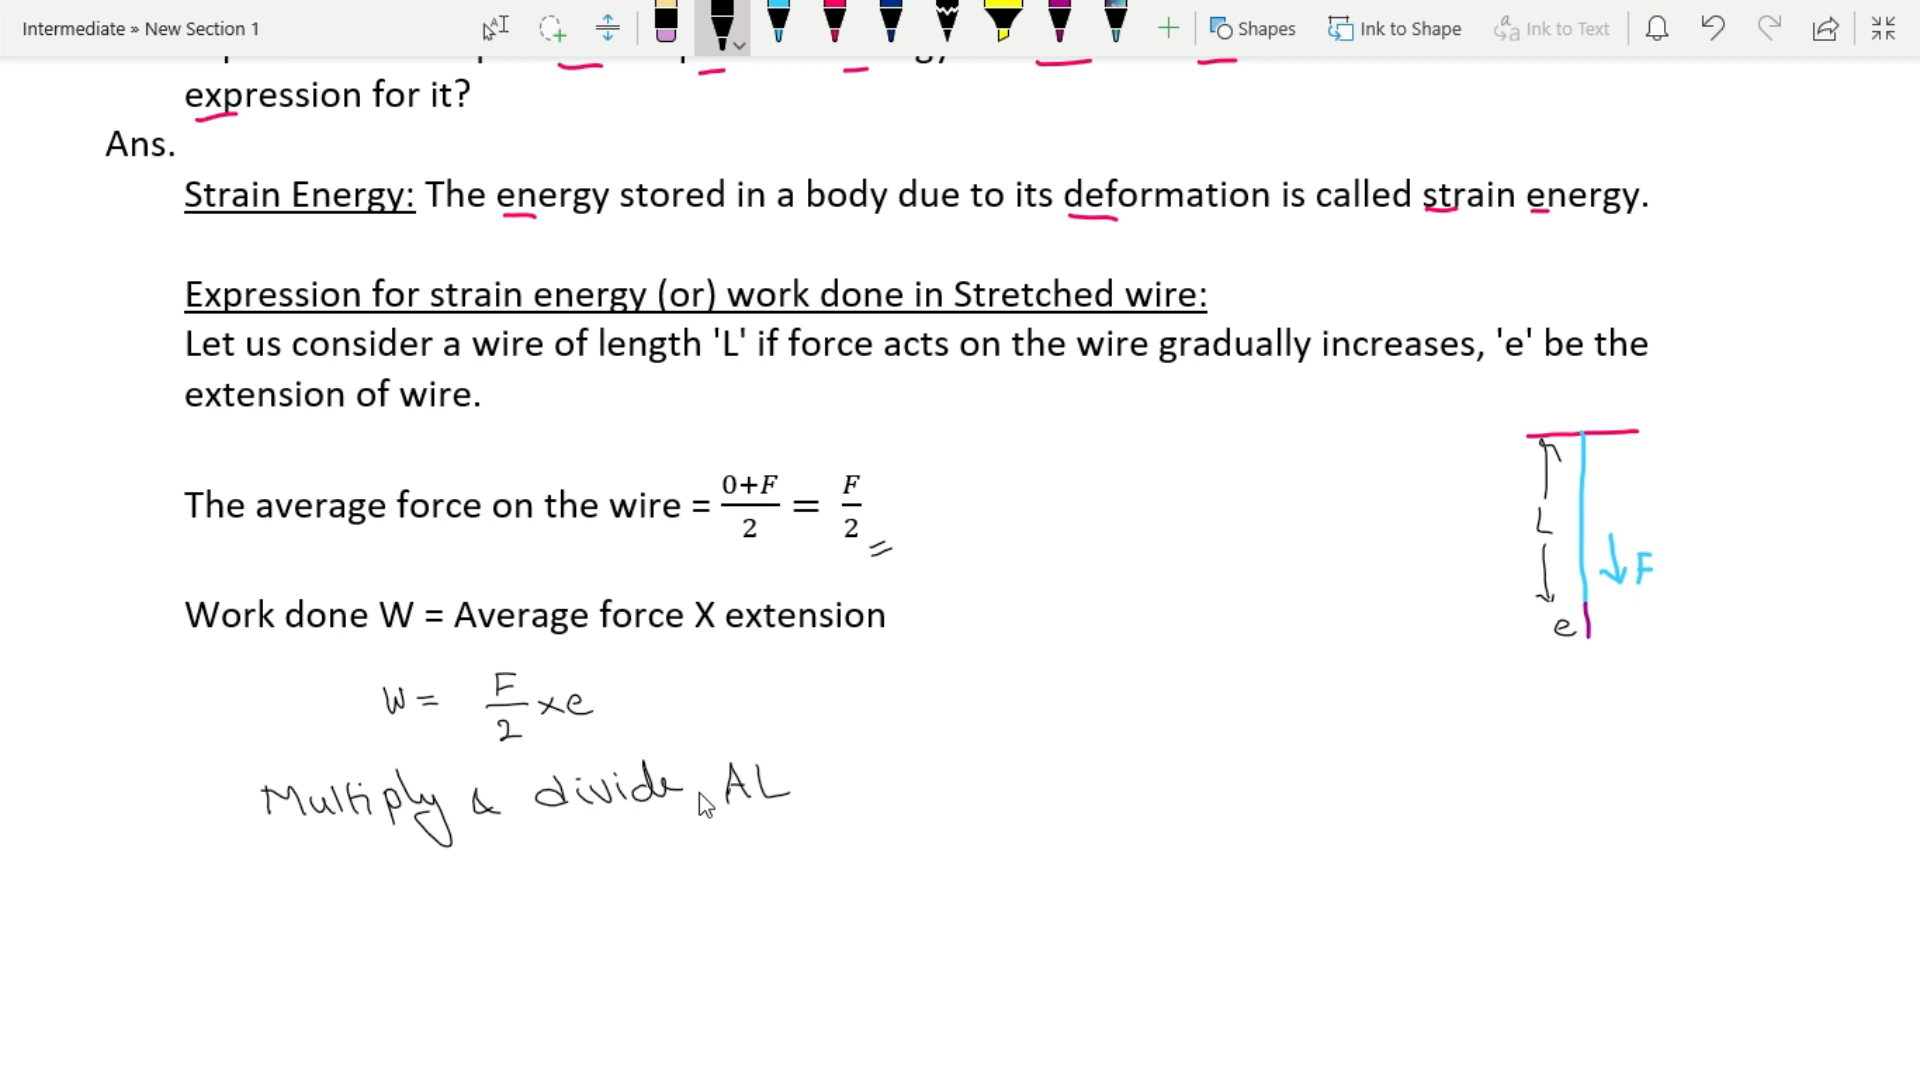 Intermediate » New Section 1
Shapes
Ink to Shape
Ink to Text
expression for it?
Ans.
Strain Energy: The energy stored in a body due to its deformation is called strain energy.
Expression for strain energy (or) work done in Stretched wire:
Let us consider a wire of length 'L' if force acts on the wire gradually increases, 'e' be the
extension of wire.
The average force on the wire = 0+F/2 = F/2
L
F
e
Work done W = Average force X extension
W = F/2 × e
Multiply & divide, AL